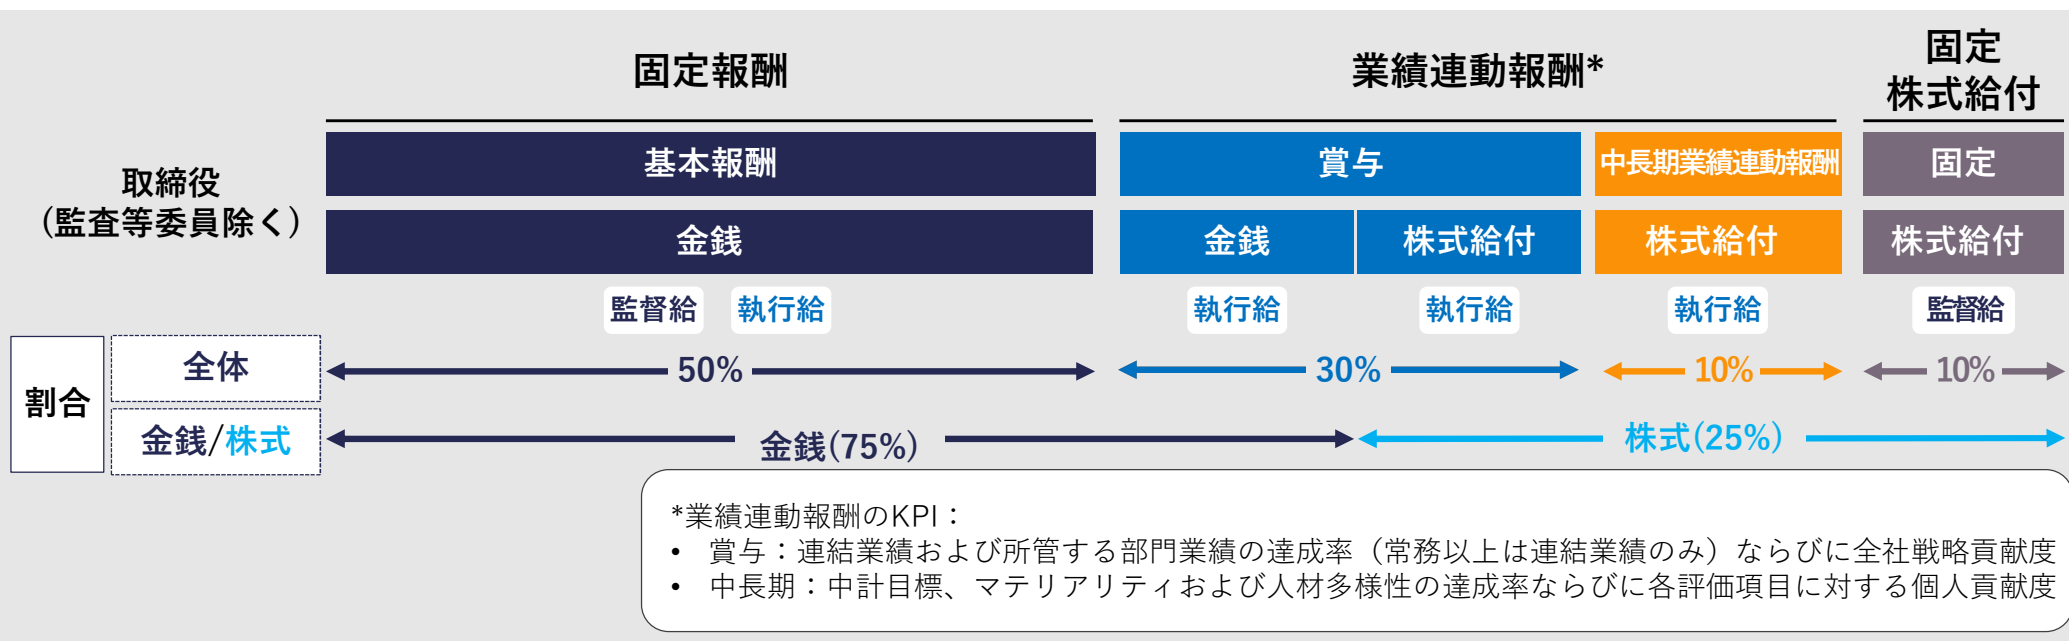 固定報酬
業績連動報酬*
固定
株式給付
取締役
(監査等委員除く)
基本報酬
賞与
中長期業績連動報酬
固定
金銭
金銭
株式給付
株式給付
株式給付
監督給
執行給
執行給
執行給
執行給
監督給
割合
全体
50%
30%
10%
10%
金銭/株式
金銭(75%)
株式(25%)
*業績連動報酬のKPI：
• 賞与：連結業績および所管する部門業績の達成率（常務以上は連結業績のみ）ならびに全社戦略貢献度
• 中長期：中計目標、マテリアリティおよび人材多様性の達成率ならびに各評価項目に対する個人貢献度